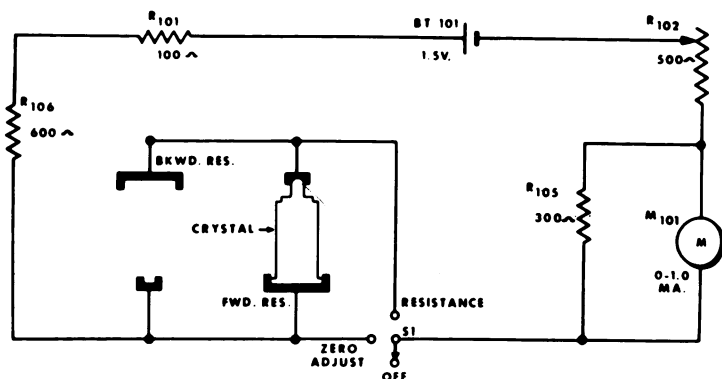 R101
100~
BT 101
1.5V.
R102
500~
R106
600~
BKWD. RES.
CRYSTAL
FWD. RES.
R105
300~
M101
M
0-1.0
MA.
RESISTANCE
S1
ZERO
ADJUST
OFF